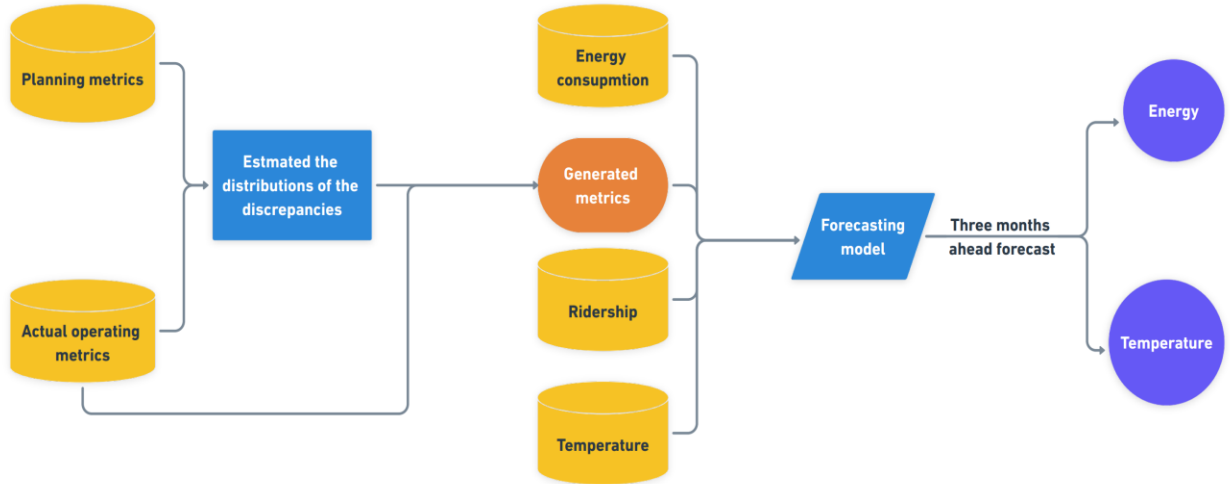 Planning metrics
Actual operating
metrics
Estmated the
distributions of the
discrepancies
Energy
consupmtion
Generated
metrics
Ridership
Temperature
Forecasting
model
Three months
ahead forecast
Energy
Temperature